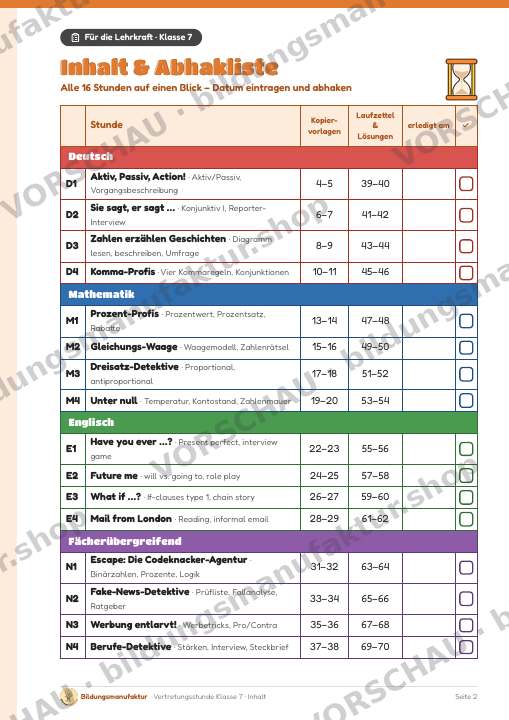 Für die Lehrkraft · Klasse 7
Inhalt & Abhakliste
Alle 16 Stunden auf einen Blick – Datum eintragen und abhaken
Stunde
Kopier-
vorlagen
Laufzettel
&
Lösungen
erledigt am
✓
Deutsch
D1 Aktiv, Passiv, Action! · Aktiv/Passiv,
Vorgangsbeschreibung
4–5 39–40
D2 Sie sagt, er sagt ... · Konjunktiv I, Reporter-
Interview
6–7 41–42
D3 Zahlen erzählen Geschichten · Diagramm
lesen, beschreiben, Umfrage
8–9 43–44
D4 Komma-Profis · Vier Kommaregeln, Konjunktionen 10–11 45–46
Mathematik
M1 Prozent-Profis · Prozentwert, Prozentsatz,
Rabatte
13–14 47–48
M2 Gleichungs-Waage · Waagemodell, Zahlenrätsel 15–16 49–50
M3 Dreisatz-Detektive · Proportional,
antiproportional
17–18 51–52
M4 Unter null · Temperatur, Kontostand, Zahlenmauer 19–20 53–54
Englisch
E1 Have you ever ...? · Present perfect, interview
game
22–23 55–56
E2 Future me · will vs. going to, role play 24–25 57–58
E3 What if ...? · If-clauses type 1, chain story 26–27 59–60
E4 Mail from London · Reading, informal email 28–29 61–62
Fächerübergreifend
N1 Escape: Die Codeknacker-Agentur ·
Binärzahlen, Prozente, Logik
31–32 63–64
N2 Fake-News-Detektive · Prüfliste, Fallanalyse,
Ratgeber
33–34 65–66
N3 Werbung entlarvt! · Werbetricks, Pro/Contra 35–36 67–68
N4 Berufe-Detektive · Stärken, Interview, Steckbrief 37–38 69–70
Bildungsmanufaktur · Vertretungsstunde Klasse 7 · Inhalt
Seite 2
VORSCHAU · bildungsmanufaktur.shop